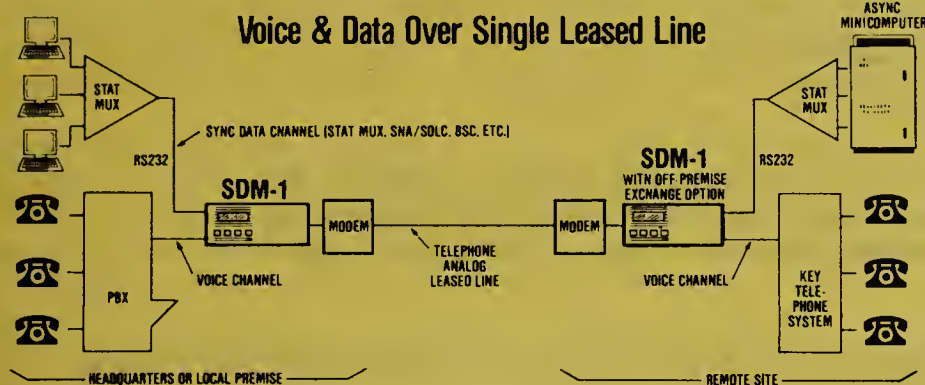 Voice & Data Over Single Leased Line
ASYNC
MINICOMPUTER
STAT
MUX
STAT
MUX
SYNC DATA CHANNEL (STAT MUX, SNA/SDLC, BSC, ETC.)
RS232
RS232
SDM-1
SDM-1
WITH OFF-PREMISE
EXCHANGE OPTION
MODEM
MODEM
VOICE CHANNEL
TELEPHONE
ANALOG
LEASED LINE
VOICE CHANNEL
PBX
KEY
TELE-
PHONE
SYSTEM
HEADQUARTERS OR LOCAL PREMISE
REMOTE SITE